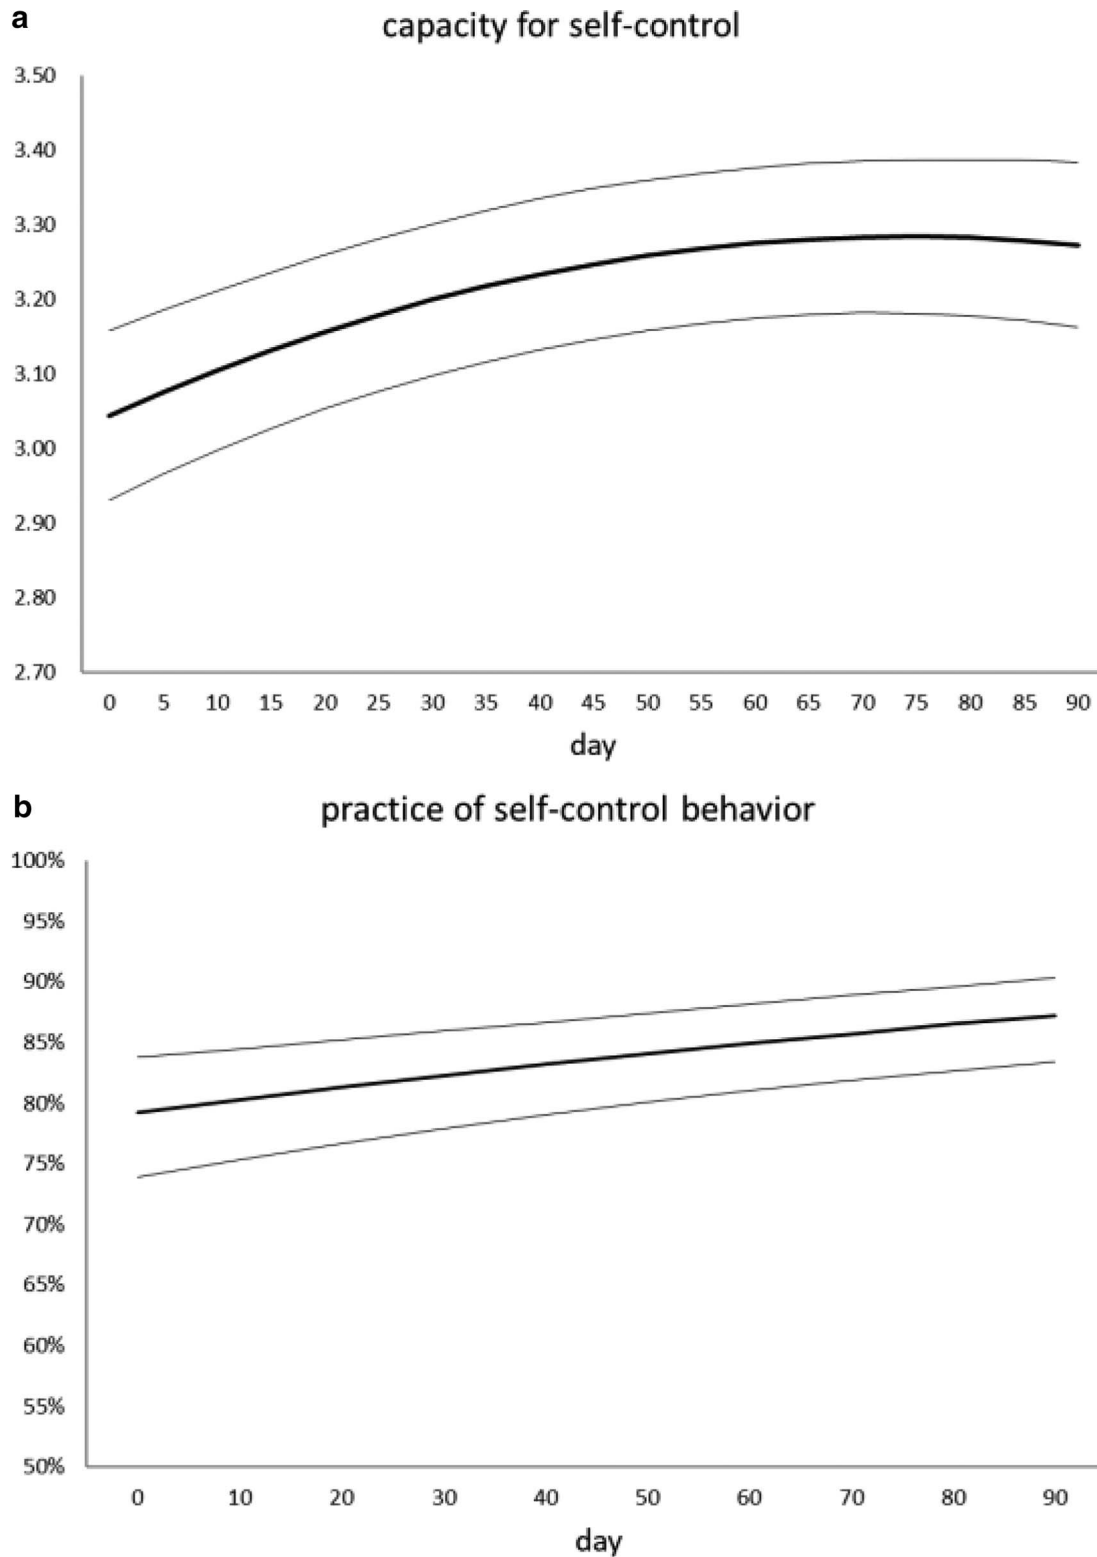 a
capacity for self-control
3.50
3.40
3.30
3.20
3.10
3.00
2.90
2.80
2.70
0 5 10 15 20 25 30 35 40 45 50 55 60 65 70 75 80 85 90
day
b
practice of self-control behavior
100%
95%
90%
85%
80%
75%
70%
65%
60%
55%
50%
0 10 20 30 40 50 60 70 80 90
day